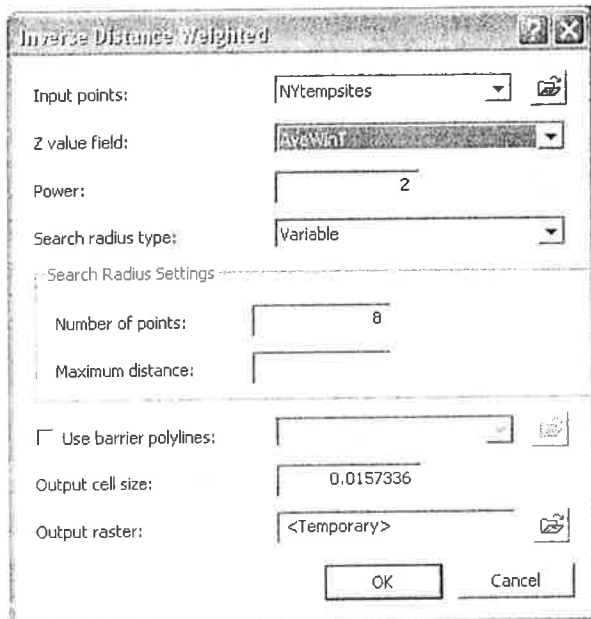 Inverse Distance Weighted
Input points: NYtempsites
Z value field: AveWinT
Power: 2
Search radius type: Variable
Search Radius Settings
Number of points: 8
Maximum distance:
Use barrier polylines:
Output cell size: 0.0157336
Output raster: <Temporary>
OK Cancel